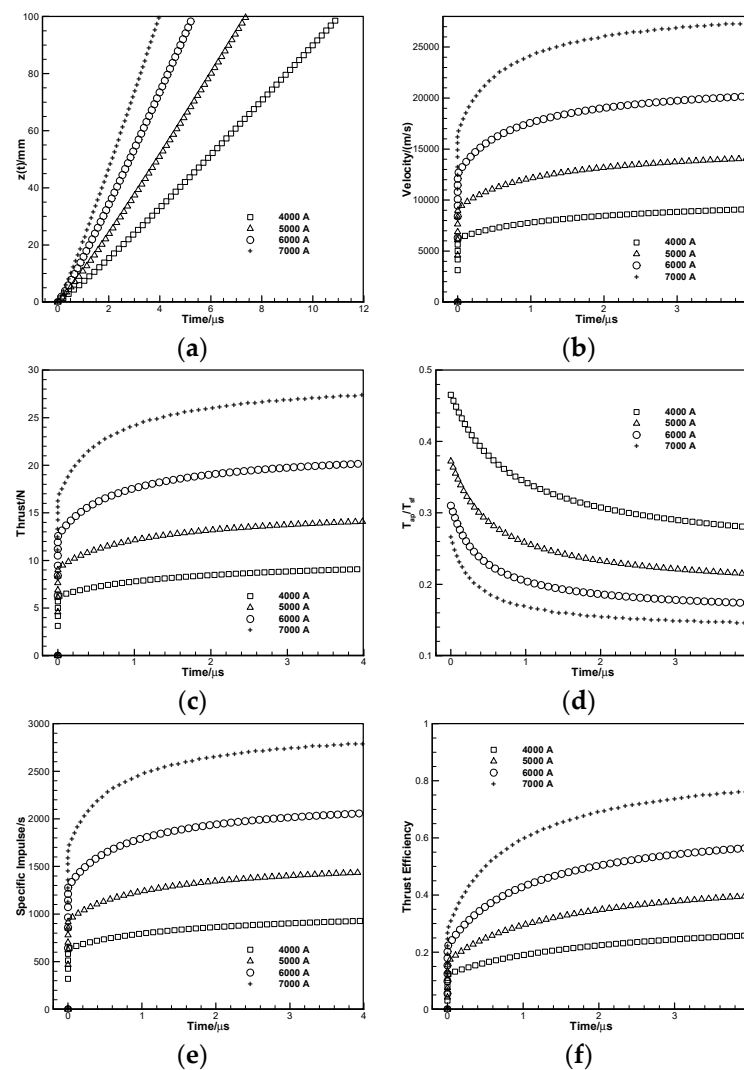 100
80
60
40
20
0
z(t)/mm
4000 A
5000 A
6000 A
7000 A
0 2 4 6 8 10 12
Time/μs
(a)
25000
20000
15000
10000
5000
0
Velocity/(m/s)
4000 A
5000 A
6000 A
7000 A
0 1 2 3
Time/μs
(b)
30
25
20
15
10
5
0
Thrust/N
4000 A
5000 A
6000 A
7000 A
0 1 2 3 4
Time/μs
(c)
0.5
0.4
0.3
0.2
0.1
Tap/Tsf
4000 A
5000 A
6000 A
7000 A
0 1 2 3
Time/μs
(d)
3000
2500
2000
1500
1000
500
0
Specific Impulse/s
4000 A
5000 A
6000 A
7000 A
0 1 2 3 4
Time/μs
(e)
1
0.8
0.6
0.4
0.2
0
Thrust Efficiency
4000 A
5000 A
6000 A
7000 A
0 1 2 3
Time/μs
(f)